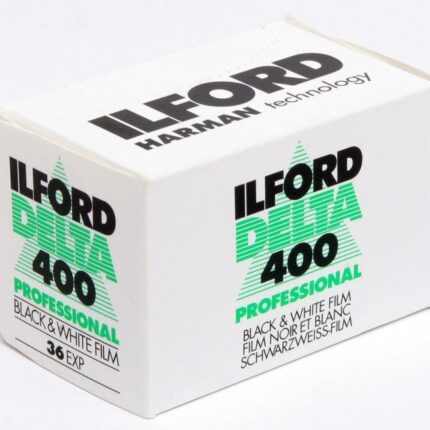 ILFORD
HARMAN technology
ILFORD
DELTA
400
PROFESSIONAL
BLACK & WHITE FILM
36 EXP
ILFORD
DELTA
400
PROFESSIONAL
BLACK & WHITE FILM
FILM NOIR ET BLANC
SCHWARZWEISS-FILM